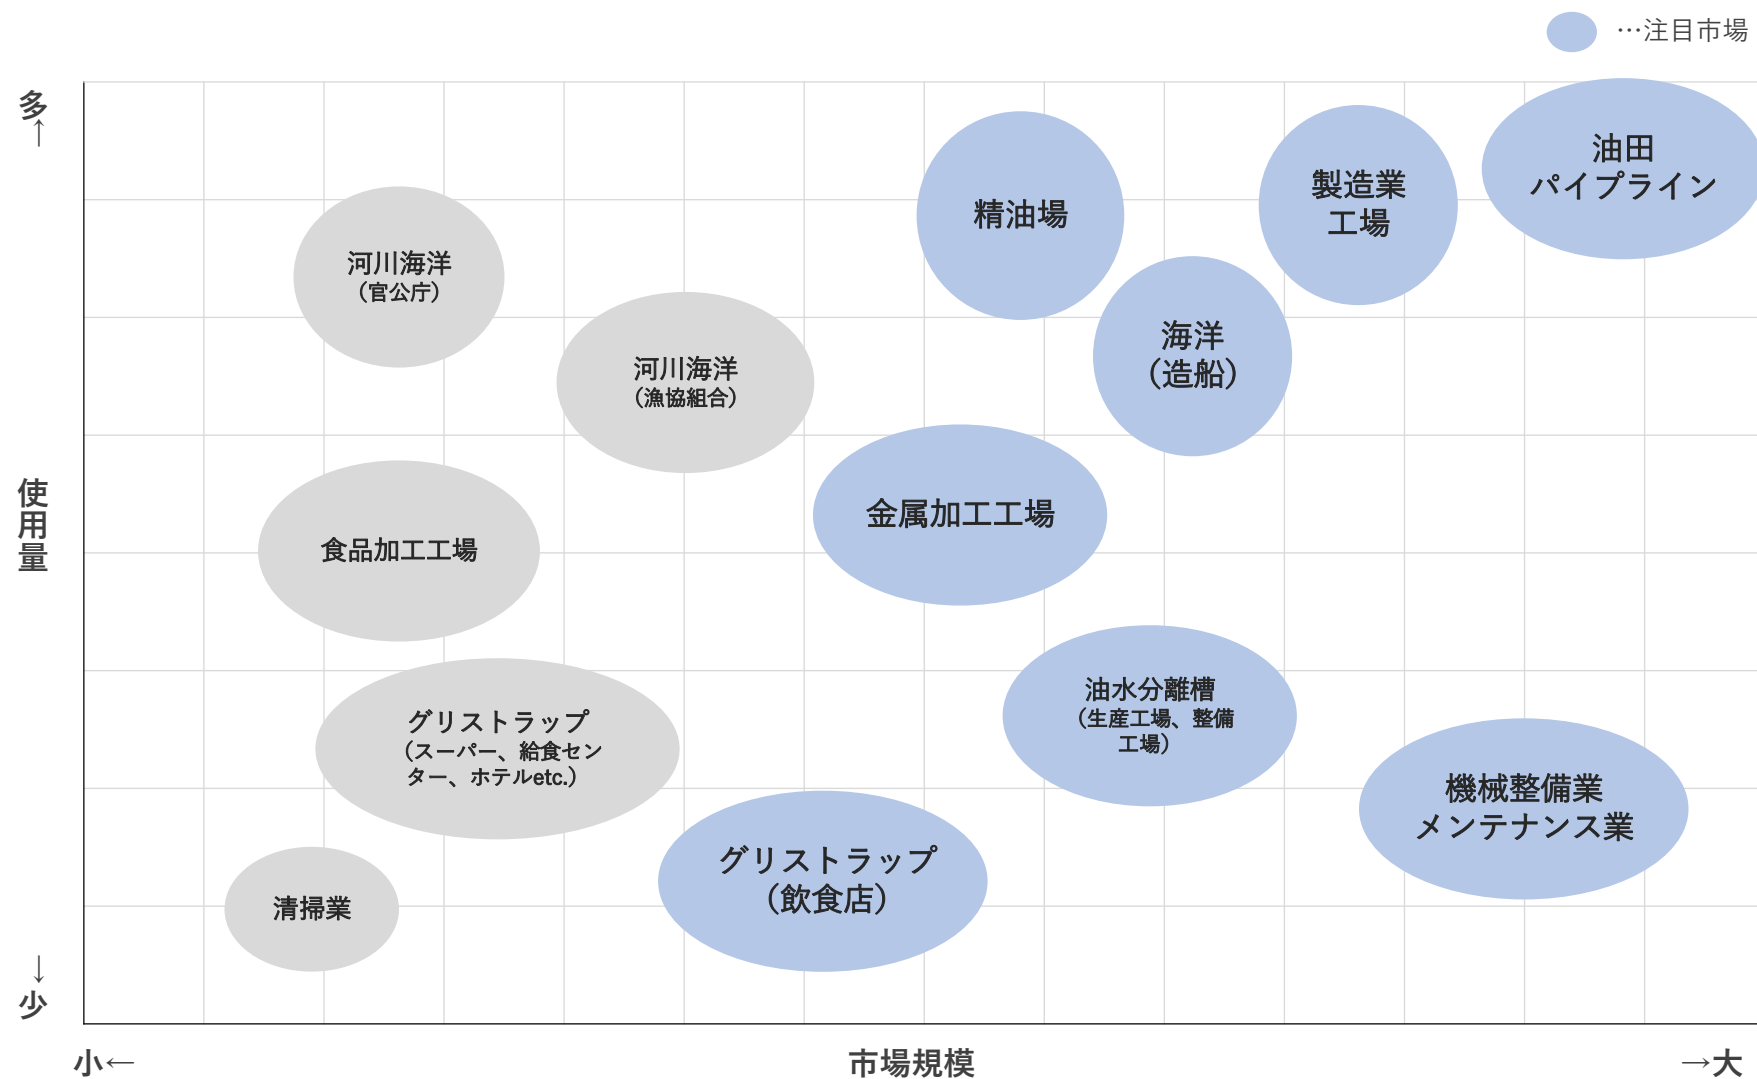 …注目市場
多
↑
油田
パイプライン
製造業
工場
精油場
河川海洋
（官公庁）
海洋
（造船）
河川海洋
（漁協組合）
使用量
金属加工工場
食品加工工場
油水分離槽
（生産工場、整備
工場）
グリストラップ
（スーパー、給食セン
ター、ホテルetc.）
機械整備業
メンテナンス業
グリストラップ
（飲食店）
清掃業
↓
少
小←
市場規模
→大